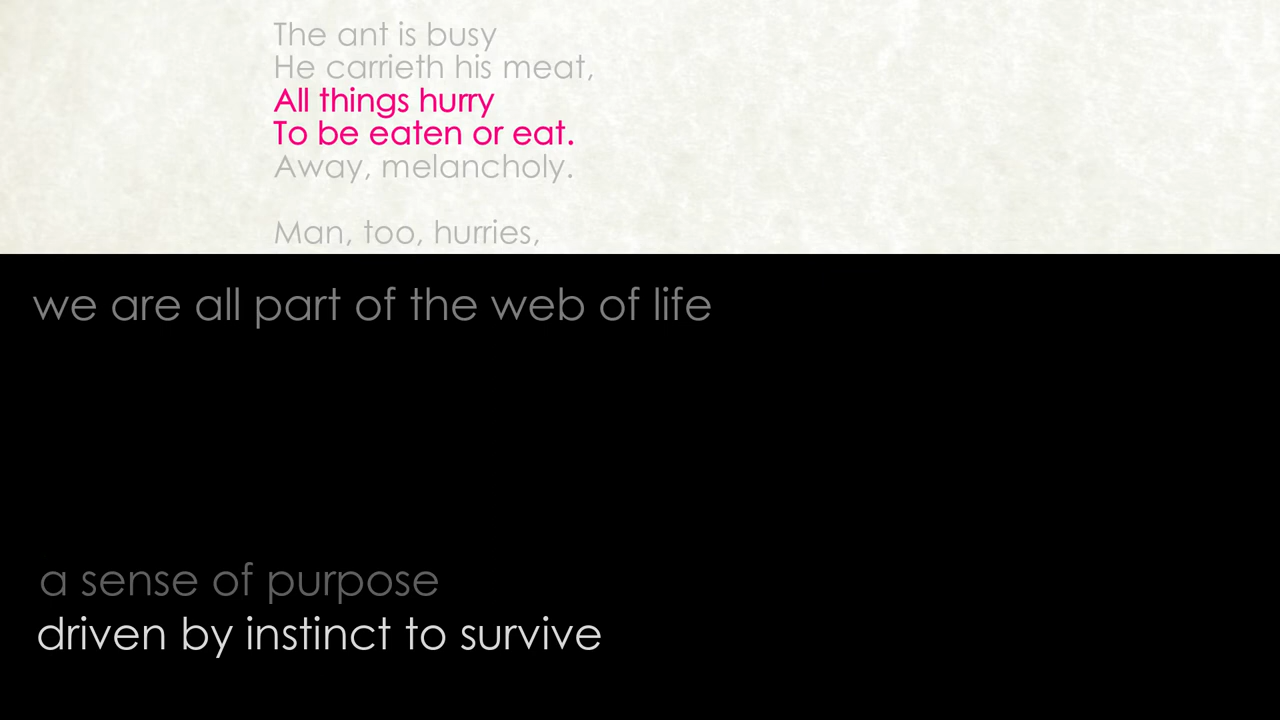 The ant is busy
He carrieth his meat,
All things hurry
To be eaten or eat.
Away, melancholy.
Man, too, hurries,
we are all part of the web of life
a sense of purpose
driven by instinct to survive